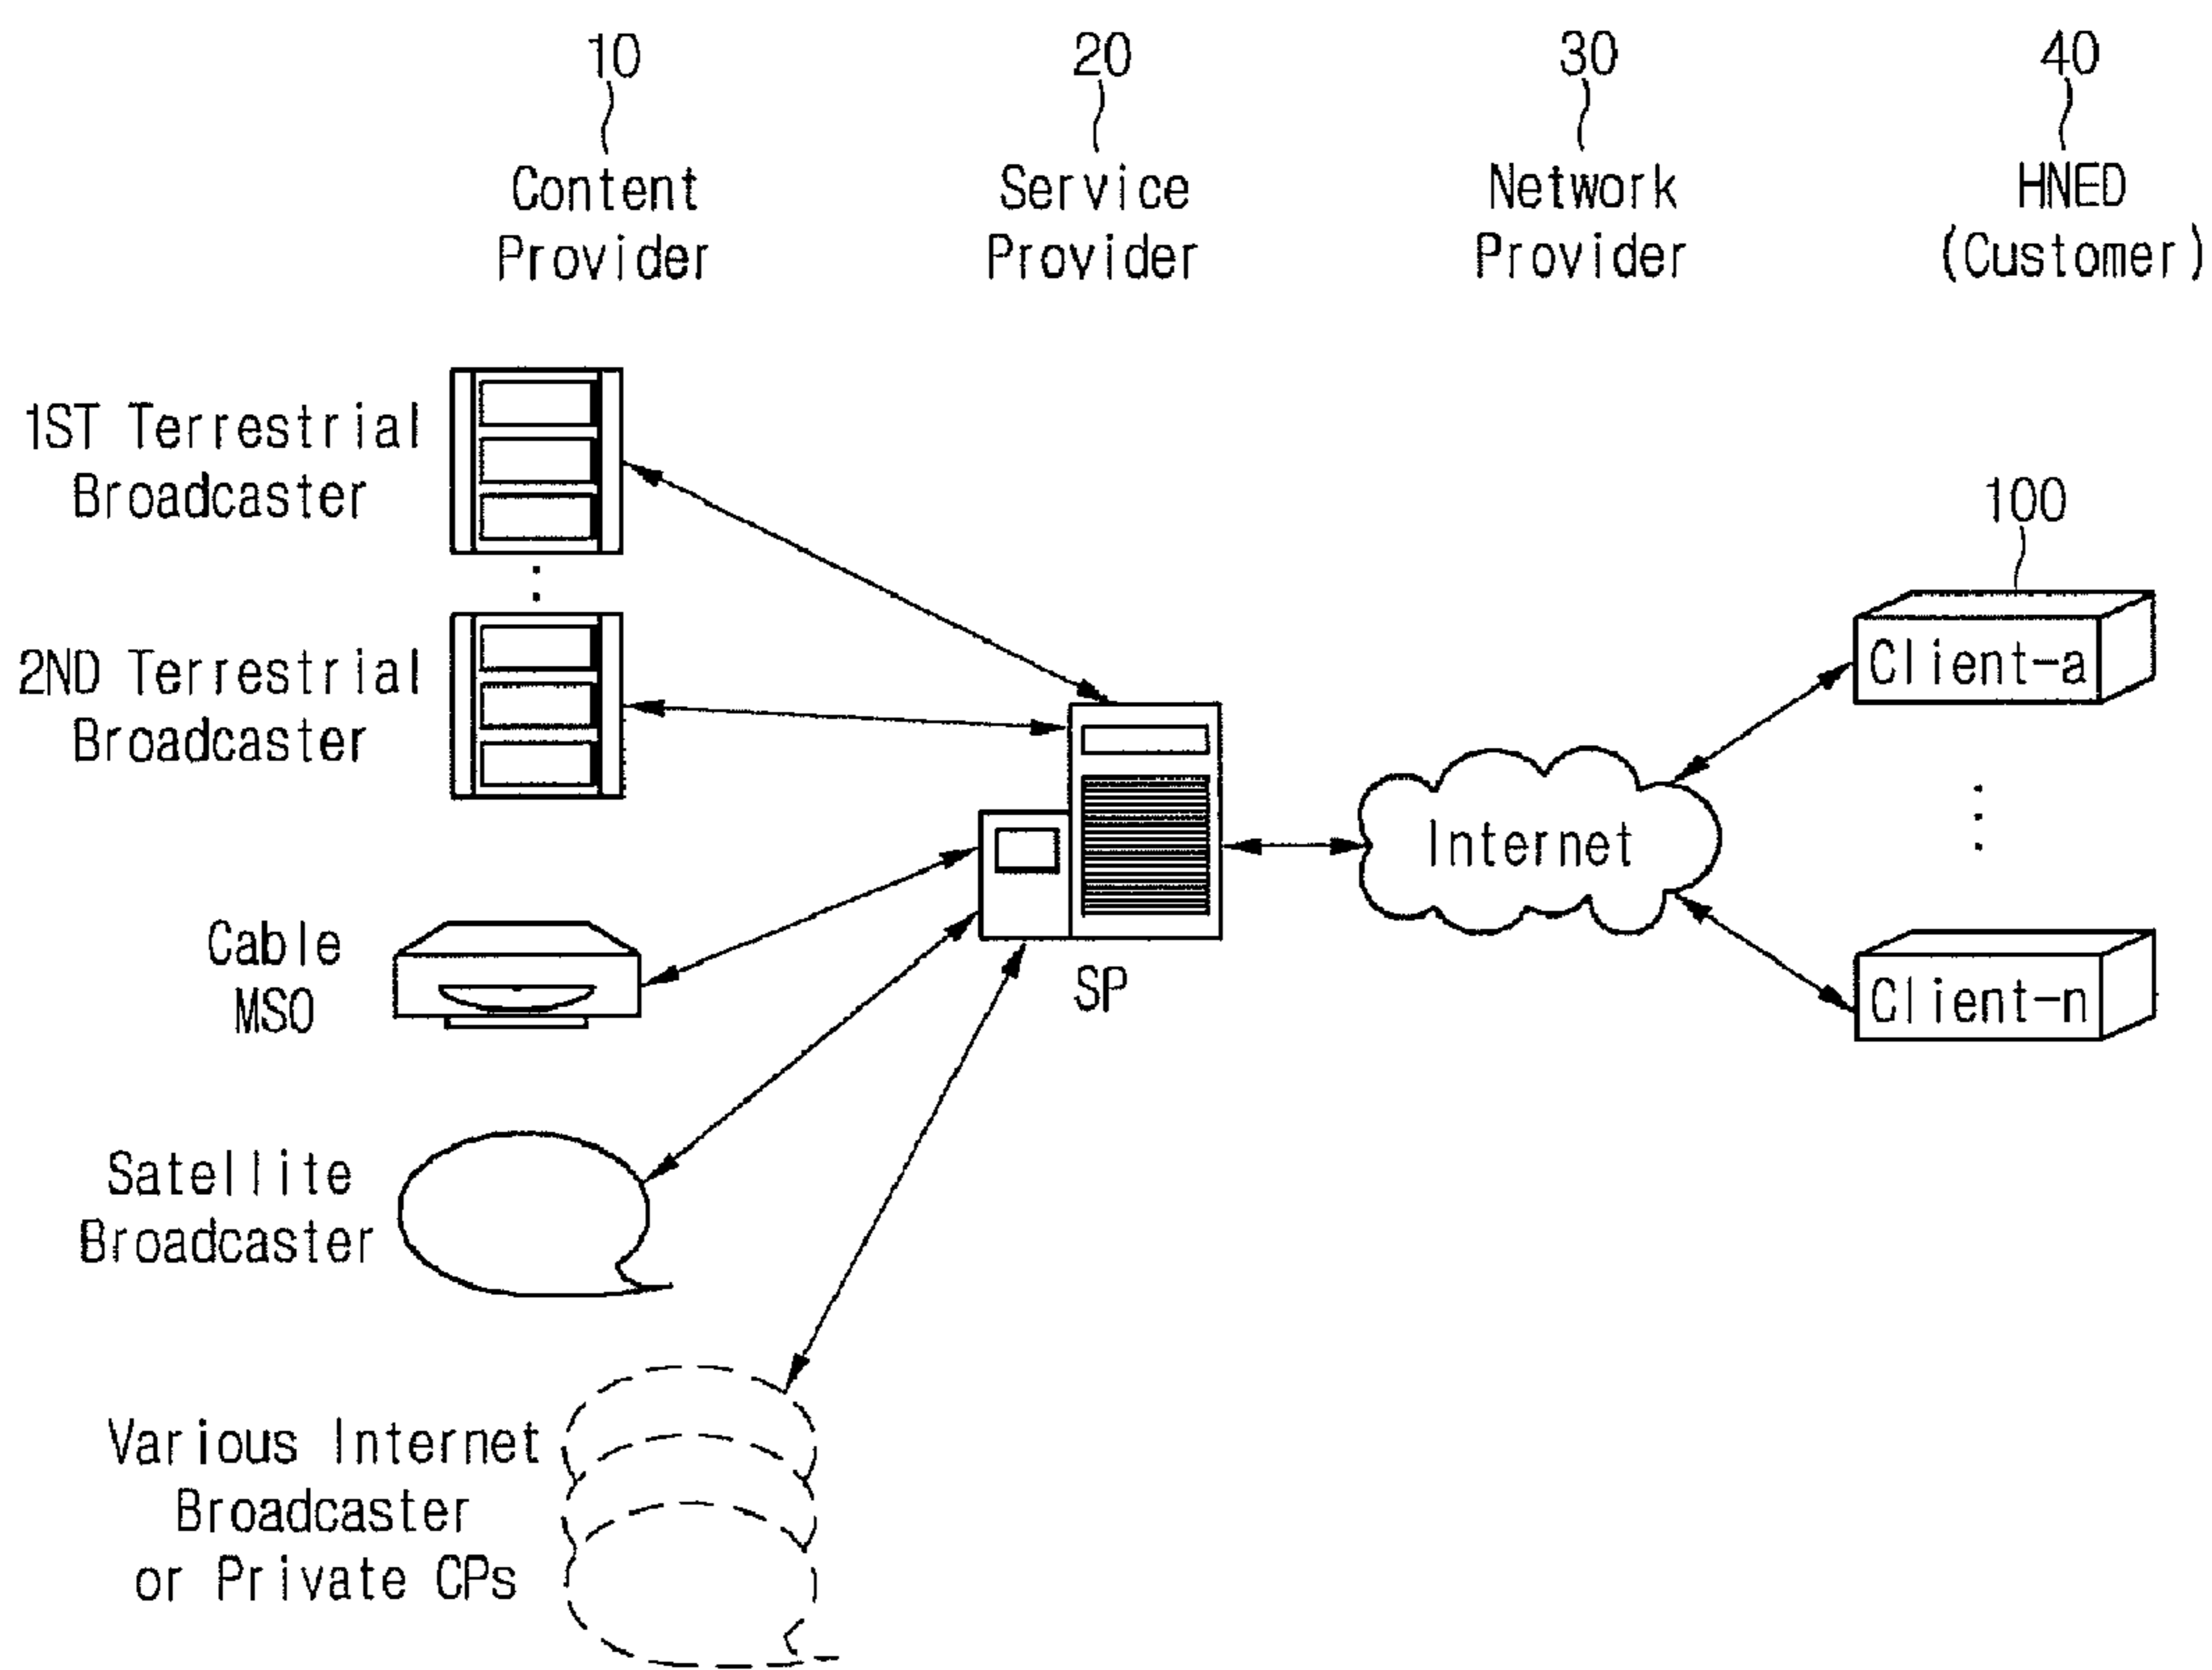 10
20
30
40
Content
Provider
Service
Provider
Network
Provider
HNED
(Customer)
1ST Terrestrial
Broadcaster
100
2ND Terrestrial
Broadcaster
Client-a
Internet
Cable
MSO
SP
Client-n
Satellite
Broadcaster
Various Internet
Broadcaster
or Private CPs